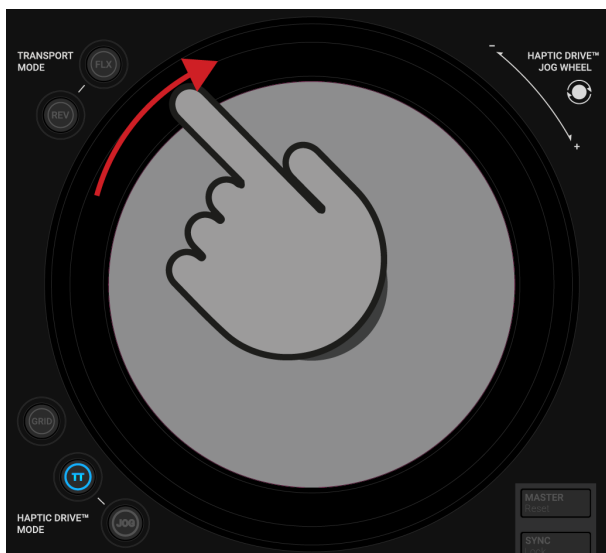 TRANSPORT
MODE
FLX
REV
HAPTIC DRIVE™
JOG WHEEL
−
+
GRID
TT
JOG
HAPTIC DRIVE™
MODE
MASTER
Reset
SYNC